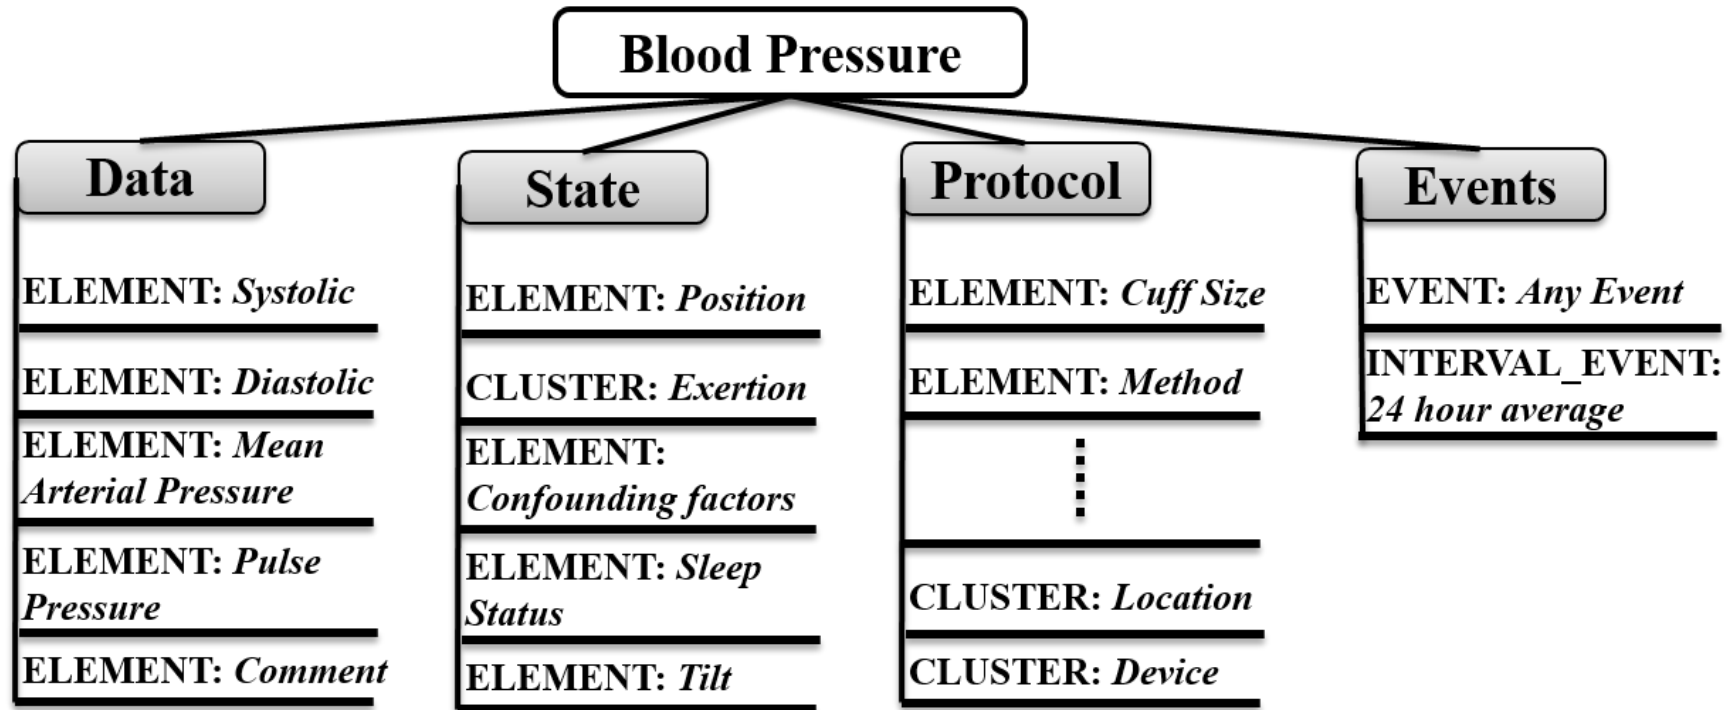 Blood Pressure
Data
ELEMENT: Systolic
ELEMENT: Diastolic
ELEMENT: Mean
Arterial Pressure
ELEMENT: Pulse
Pressure
ELEMENT: Comment
State
ELEMENT: Position
CLUSTER: Exertion
ELEMENT:
Confounding factors
ELEMENT: Sleep
Status
ELEMENT: Tilt
Protocol
ELEMENT: Cuff Size
ELEMENT: Method
CLUSTER: Location
CLUSTER: Device
Events
EVENT: Any Event
INTERVAL_EVENT:
24 hour average